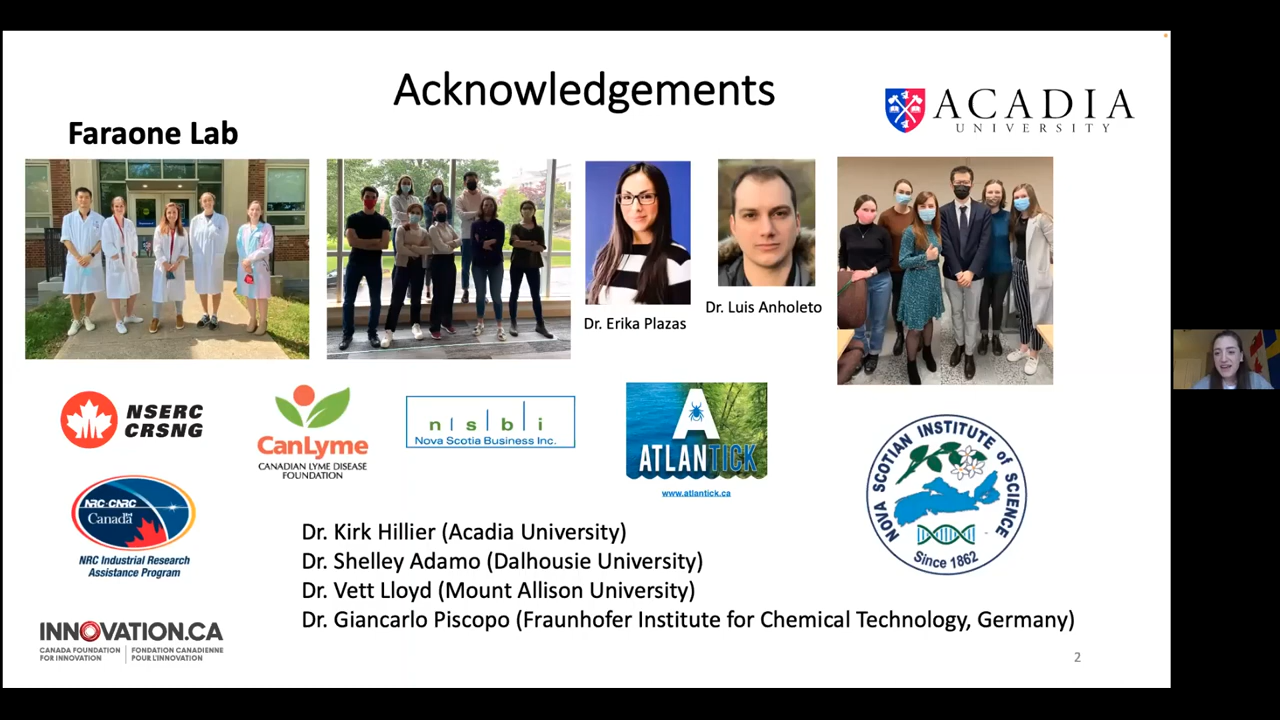 Acknowledgements
ACADIA
UNIVERSITY
Faraone Lab
Dr. Erika Plazas
Dr. Luis Anholeto
NSERC
CRSNG
CanLyme
CANADIAN LYME DISEASE
FOUNDATION
n s b i
Nova Scotia Business Inc.
A
ATLANTICK
www.atlantick.ca
NOVA SCOTIAN INSTITUTE of SCIENCE
Since 1862
NRC·CNRC
Canada
NRC Industrial Research
Assistance Program
Dr. Kirk Hillier (Acadia University)
Dr. Shelley Adamo (Dalhousie University)
Dr. Vett Lloyd (Mount Allison University)
Dr. Giancarlo Piscopo (Fraunhofer Institute for Chemical Technology, Germany)
INNOVATION.CA
CANADA FOUNDATION
FOR INNOVATION
FONDATION CANADIENNE
POUR L'INNOVATION
2